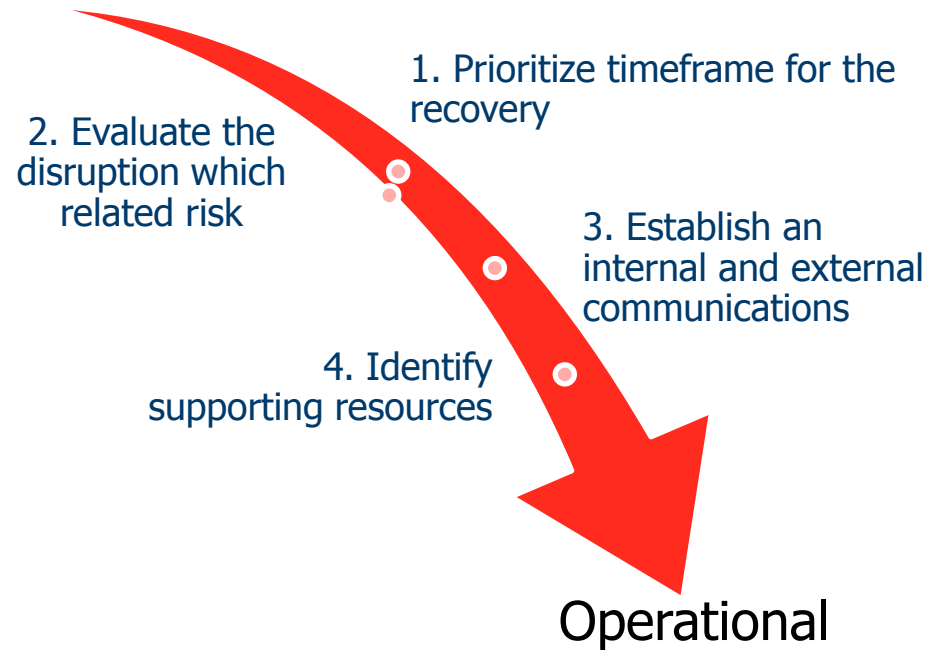 1. Prioritize timeframe for the
recovery
2. Evaluate the
disruption which
related risk
3. Establish an
internal and external
communications
4. Identify
supporting resources
Operational